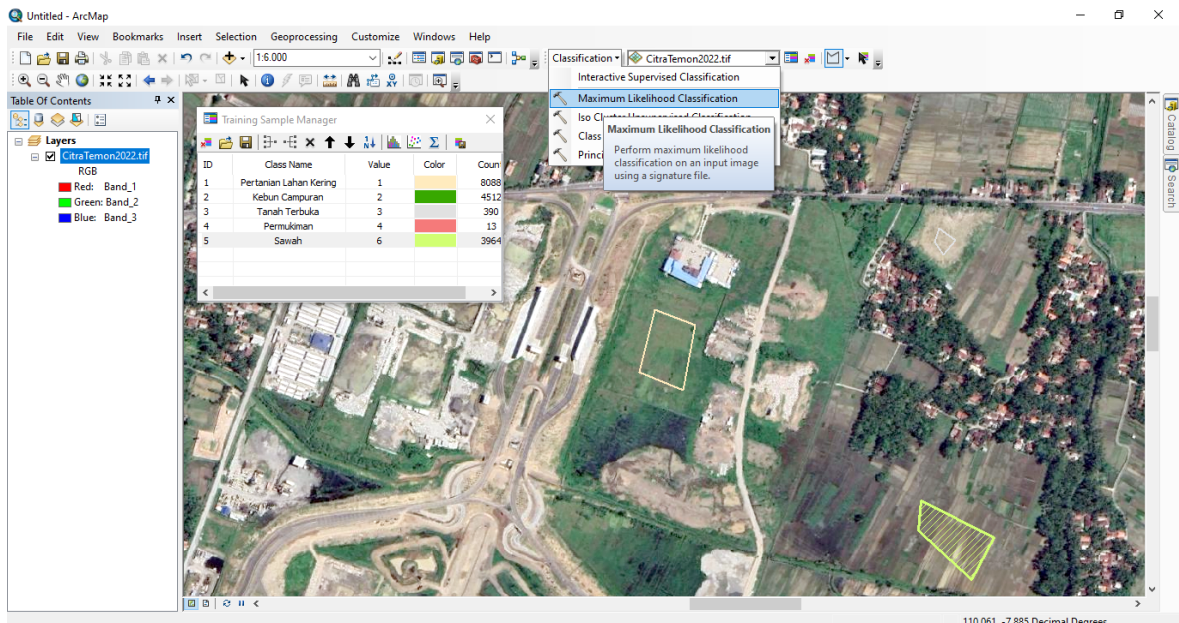 Untitled - ArcMap
File Edit View Bookmarks Insert Selection Geoprocessing Customize Windows Help
1:6.000
Classification
CitraTemon2022.tif
Interactive Supervised Classification
Maximum Likelihood Classification
Iso Cluster Unsupervised Classification
Class
Princi
Maximum Likelihood Classification
Perform maximum likelihood
classification on an input image
using a signature file.
Table Of Contents
Layers
CitraTemon2022.tif
RGB
Red: Band_1
Green: Band_2
Blue: Band_3
Training Sample Manager
ID Class Name Value Color Coun
1 Pertanian Lahan Kering 1 8088
2 Kebun Campuran 2 4512
3 Tanah Terbuka 3 390
4 Permukiman 4 13
5 Sawah 6 3964
Catalog
Search
110,061 -7,885 Decimal Degrees